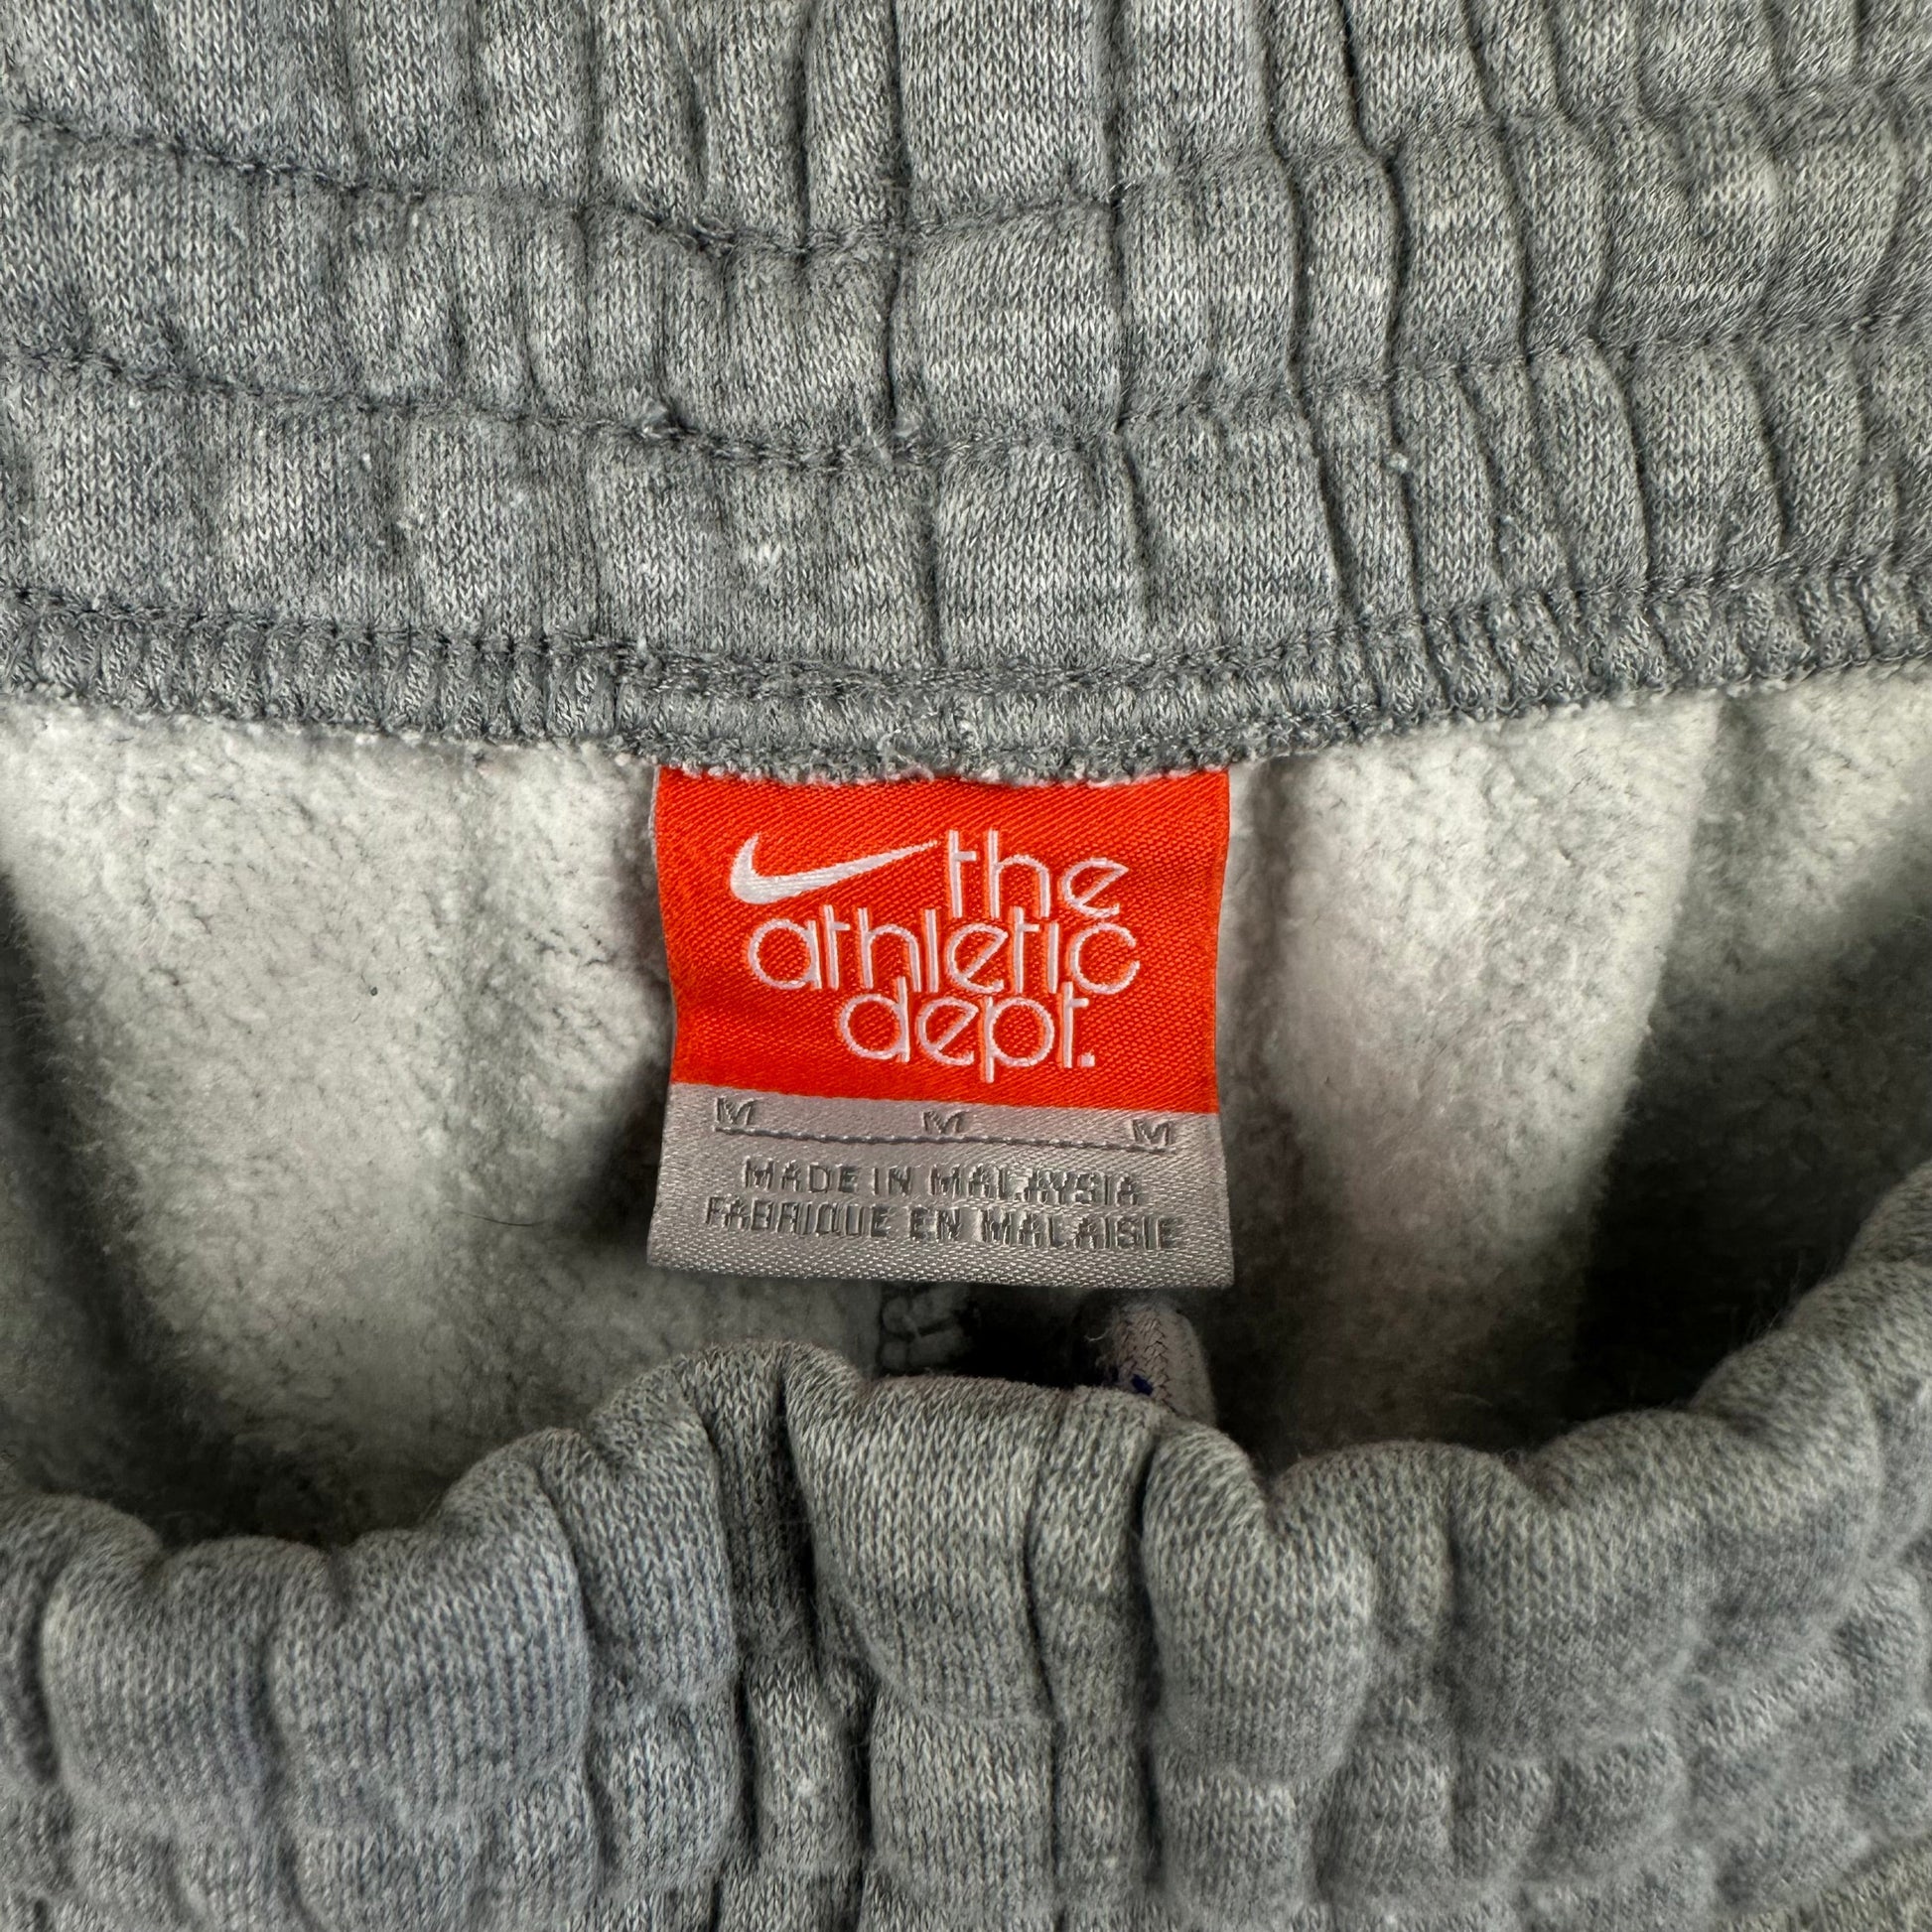 the
athletic
dept.
M M M
MADE IN MALAYSIA
FABRIQUE EN MALAISIE